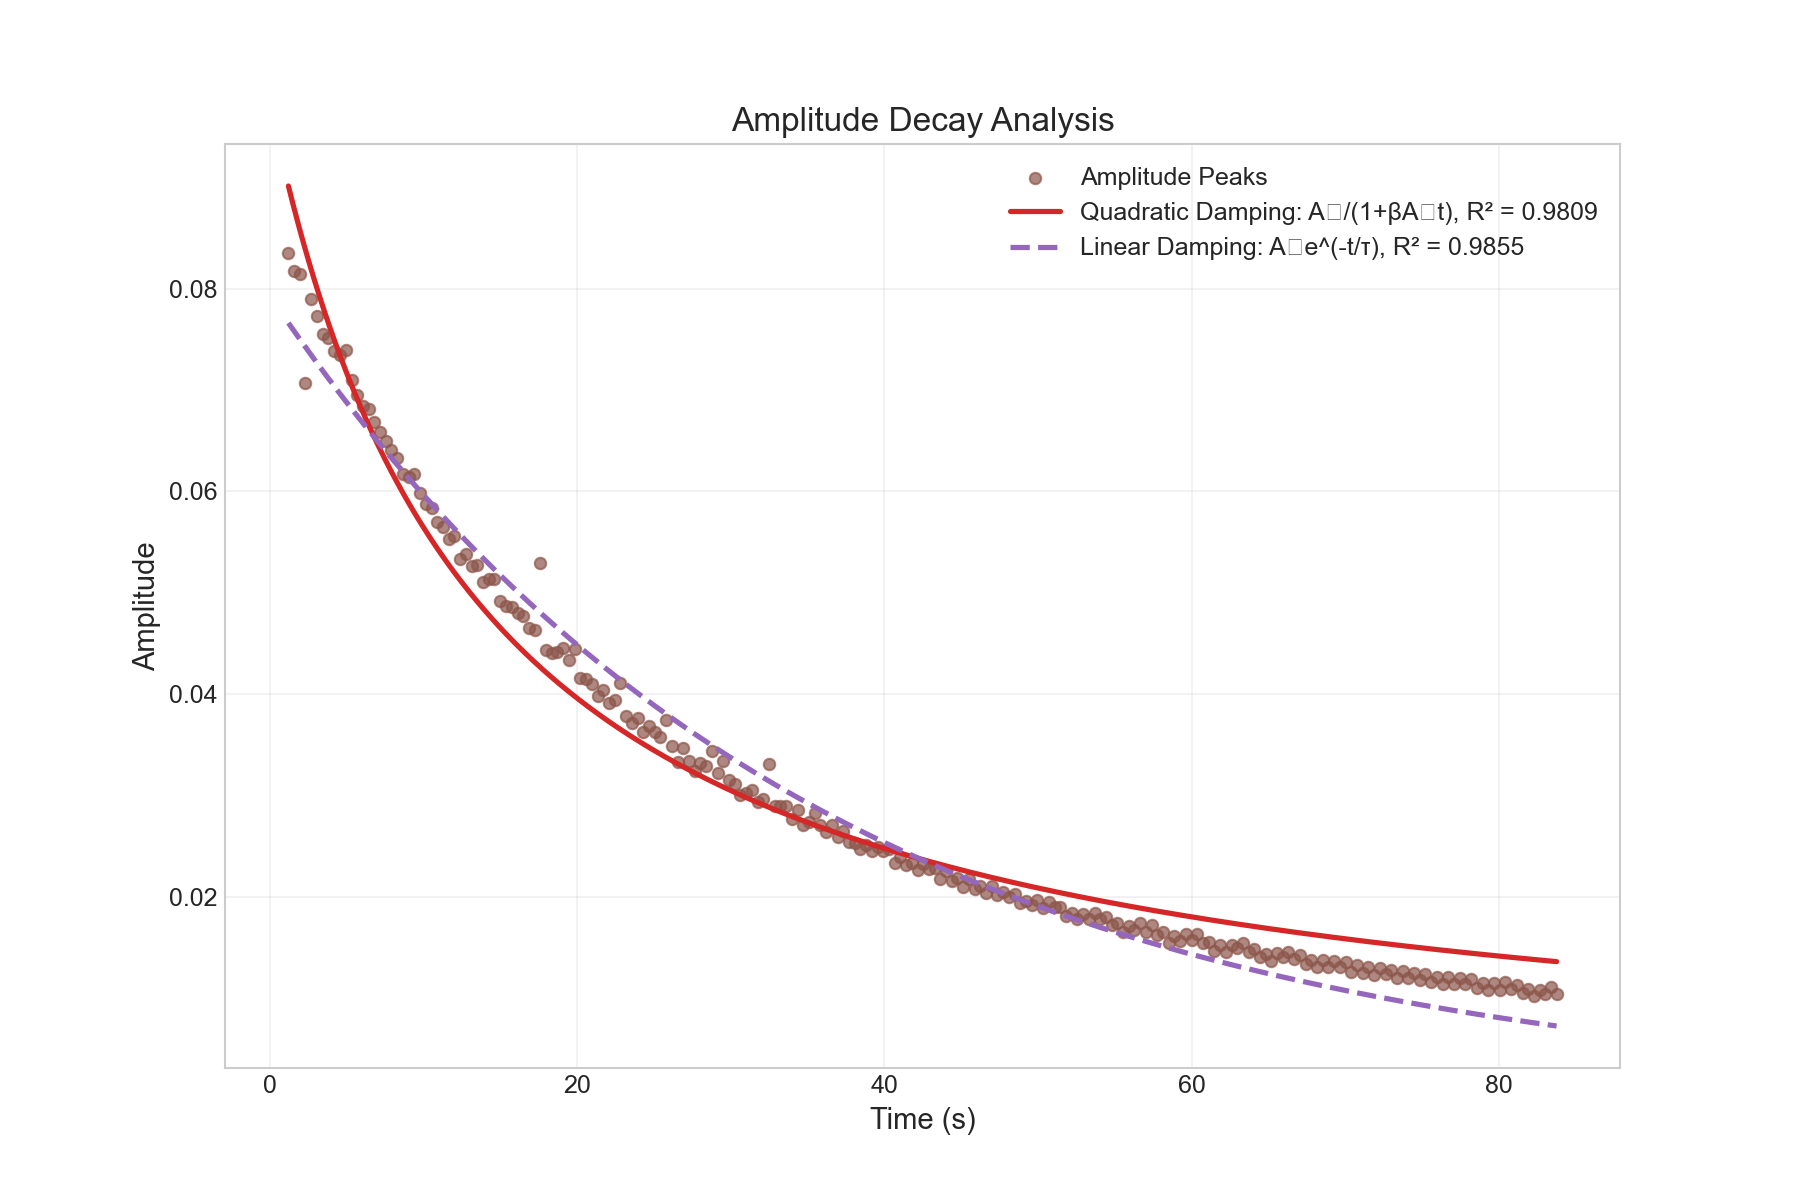 Amplitude Decay Analysis
Amplitude Peaks
Quadratic Damping: A□/(1+βA□t), R² = 0.9809
Linear Damping: A□e^(-t/τ), R² = 0.9855
0.08
0.06
0.04
0.02
Amplitude
0 20 40 60 80
Time (s)